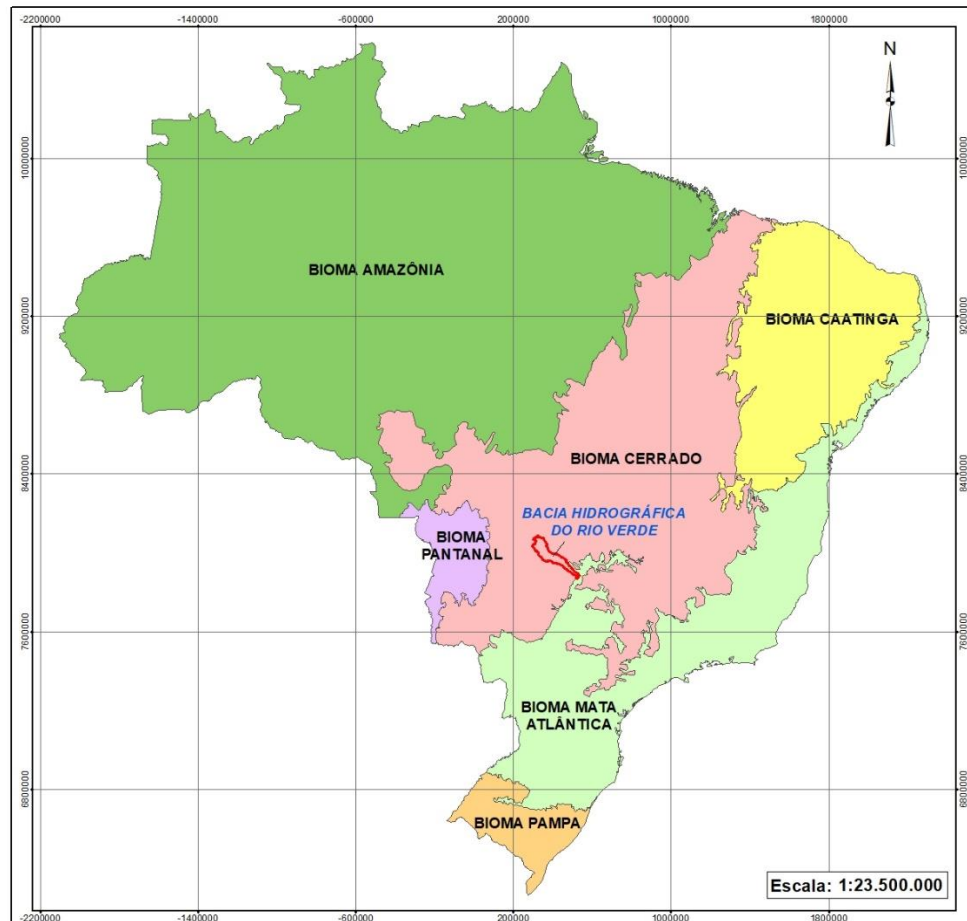 -2200000 -1400000 -600000 200000 1000000 1800000
N
10000000 10000000
BIOMA AMAZÔNIA
9200000 9200000
BIOMA CAATINGA
BIOMA CERRADO
8400000 8400000
BACIA HIDROGRÁFICA
DO RIO VERDE
BIOMA
PANTANAL
7600000 7600000
BIOMA MATA
ATLÂNTICA
6800000 6800000
BIOMA PAMPA
Escala: 1:23.500.000
-2200000 -1400000 -600000 200000 1000000 1800000